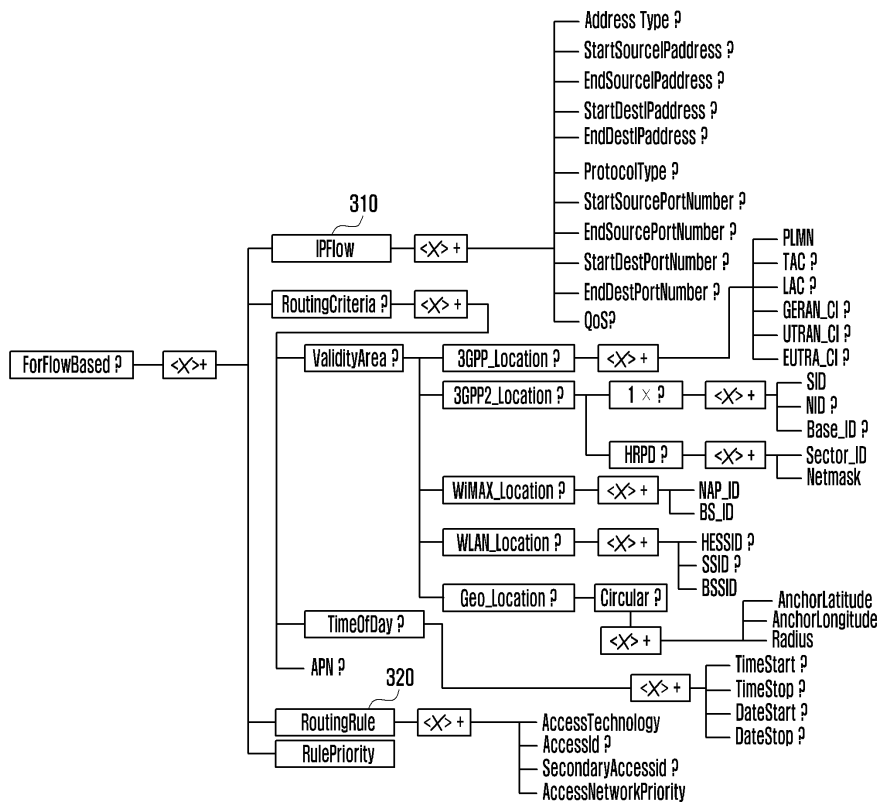 Address Type ?
StartSourceIPaddress ?
EndSourceIPaddress ?
StartDestIPaddress ?
EndDestIPaddress ?
ProtocolType ?
StartSourcePortNumber ?
EndSourcePortNumber ?
StartDestPortNumber ?
EndDestPortNumber ?
QoS?
310
IPFlow
<X> +
RoutingCriteria ?
<X> +
PLMN
TAC ?
LAC ?
GERAN_CI ?
UTRAN_CI ?
EUTRA_CI ?
ForFlowBased ?
<X>+
ValidityArea ?
3GPP_Location ?
<X> +
3GPP2_Location ?
1 × ?
<X> +
SID
NID ?
Base_ID ?
HRPD ?
<X> +
Sector_ID
Netmask
WiMAX_Location ?
<X> +
NAP_ID
BS_ID
WLAN_Location ?
<X> +
HESSID ?
SSID ?
BSSID
Geo_Location ?
Circular ?
<X> +
AnchorLatitude
AnchorLongitude
Radius
TimeOfDay ?
<X> +
TimeStart ?
TimeStop ?
DateStart ?
DateStop ?
APN ?
320
RoutingRule
<X> +
AccessTechnology
AccessId ?
SecondaryAccessid ?
AccessNetworkPriority
RulePriority